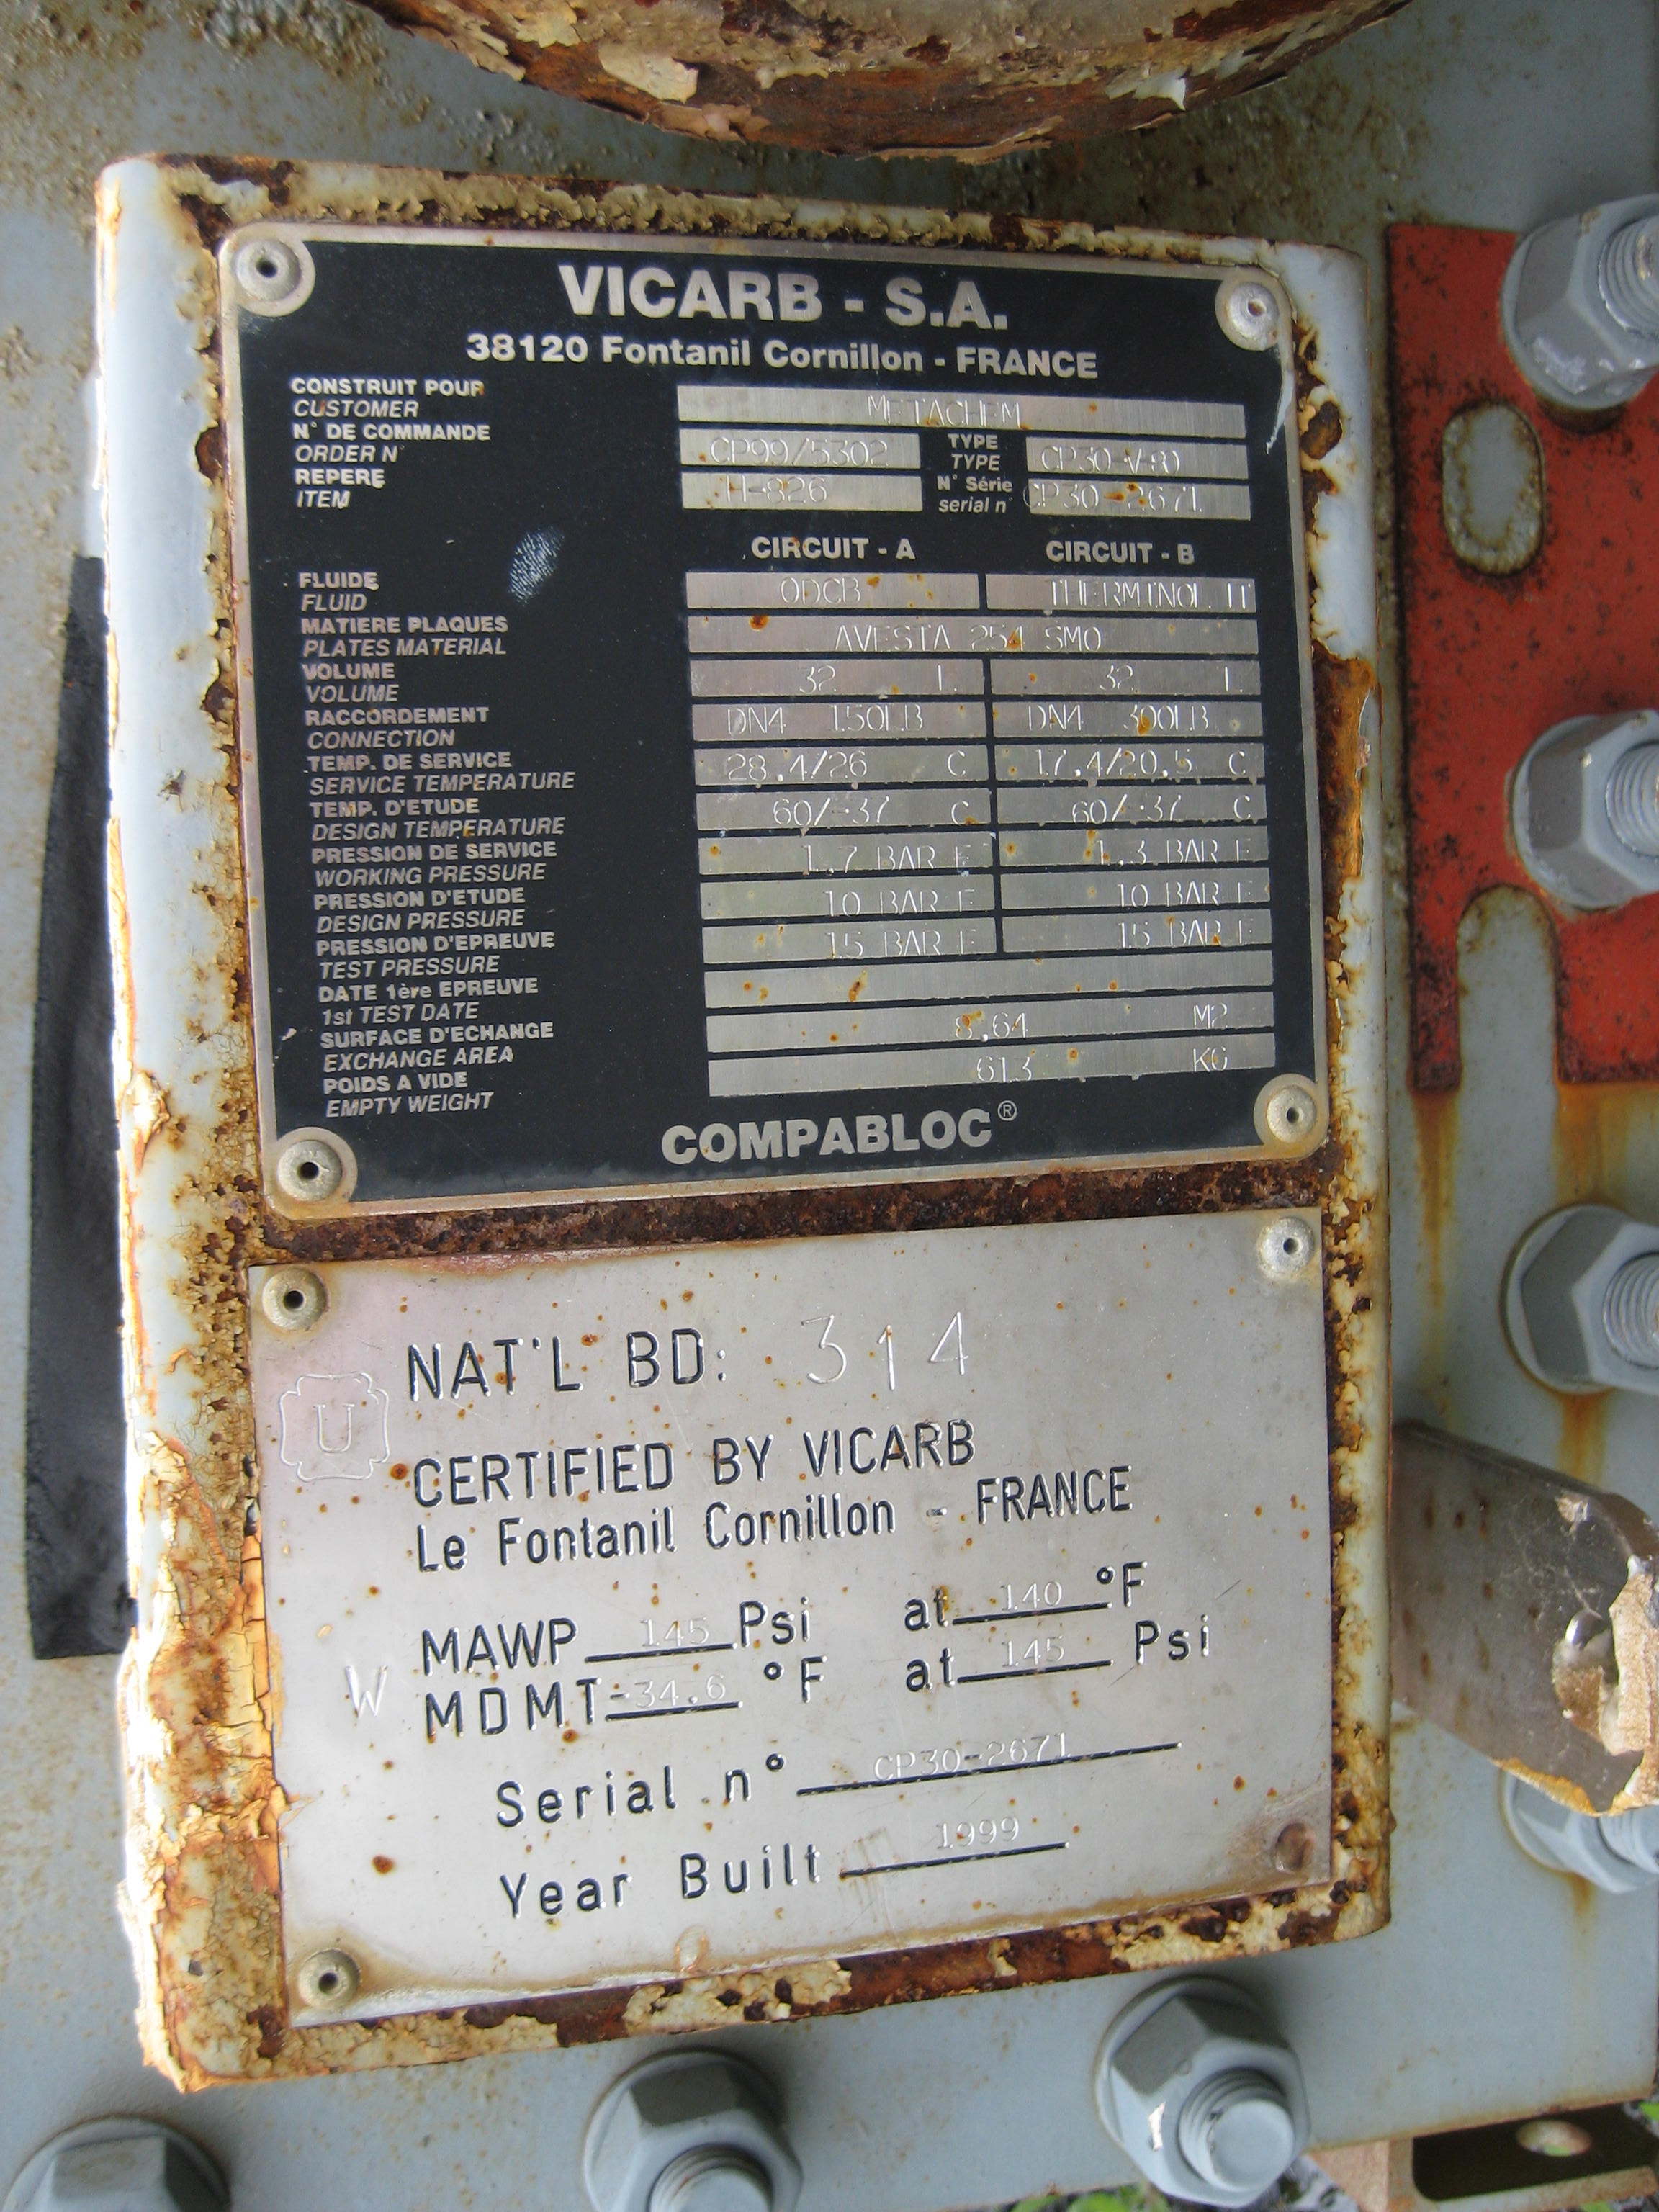 VICARB - S.A.
38120 Fontanil Cornillon - FRANCE
CONSTRUIT POUR
CUSTOMER METACHEM
N° DE COMMANDE
ORDER N° CP99/5302 TYPE TYPE CP30-V-80
REPERE
ITEM H-826 N° Série serial n° CP30-2671
CIRCUIT - A CIRCUIT - B
FLUIDE
FLUID ODCB THERMINOL LT
MATIERE PLAQUES
PLATES MATERIAL AVESTA 254 SMO
VOLUME
VOLUME 32 L 32 L
RACCORDEMENT
CONNECTION DN4 150LB DN4 300LB
TEMP. DE SERVICE
SERVICE TEMPERATURE 28.4/26 C 17.4/20.5 C
TEMP. D'ETUDE
DESIGN TEMPERATURE 60/-37 C 60/-37 C
PRESSION DE SERVICE
WORKING PRESSURE 1,7 BAR E 1,3 BAR E
PRESSION D'ETUDE
DESIGN PRESSURE 10 BAR E 10 BAR E
PRESSION D'EPREUVE
TEST PRESSURE 15 BAR E 15 BAR E
DATE 1ère EPREUVE
1st TEST DATE
SURFACE D'ECHANGE
EXCHANGE AREA 8,64 M2
POIDS A VIDE
EMPTY WEIGHT 613 KG
COMPABLOC®
NAT'L BD: 314
U
CERTIFIED BY VICARB
Le Fontanil Cornillon - FRANCE
MAWP 145 Psi at 140 °F
W MDMT -34.6 °F at 145 Psi
Serial n° CP30-2671
Year Built 1999